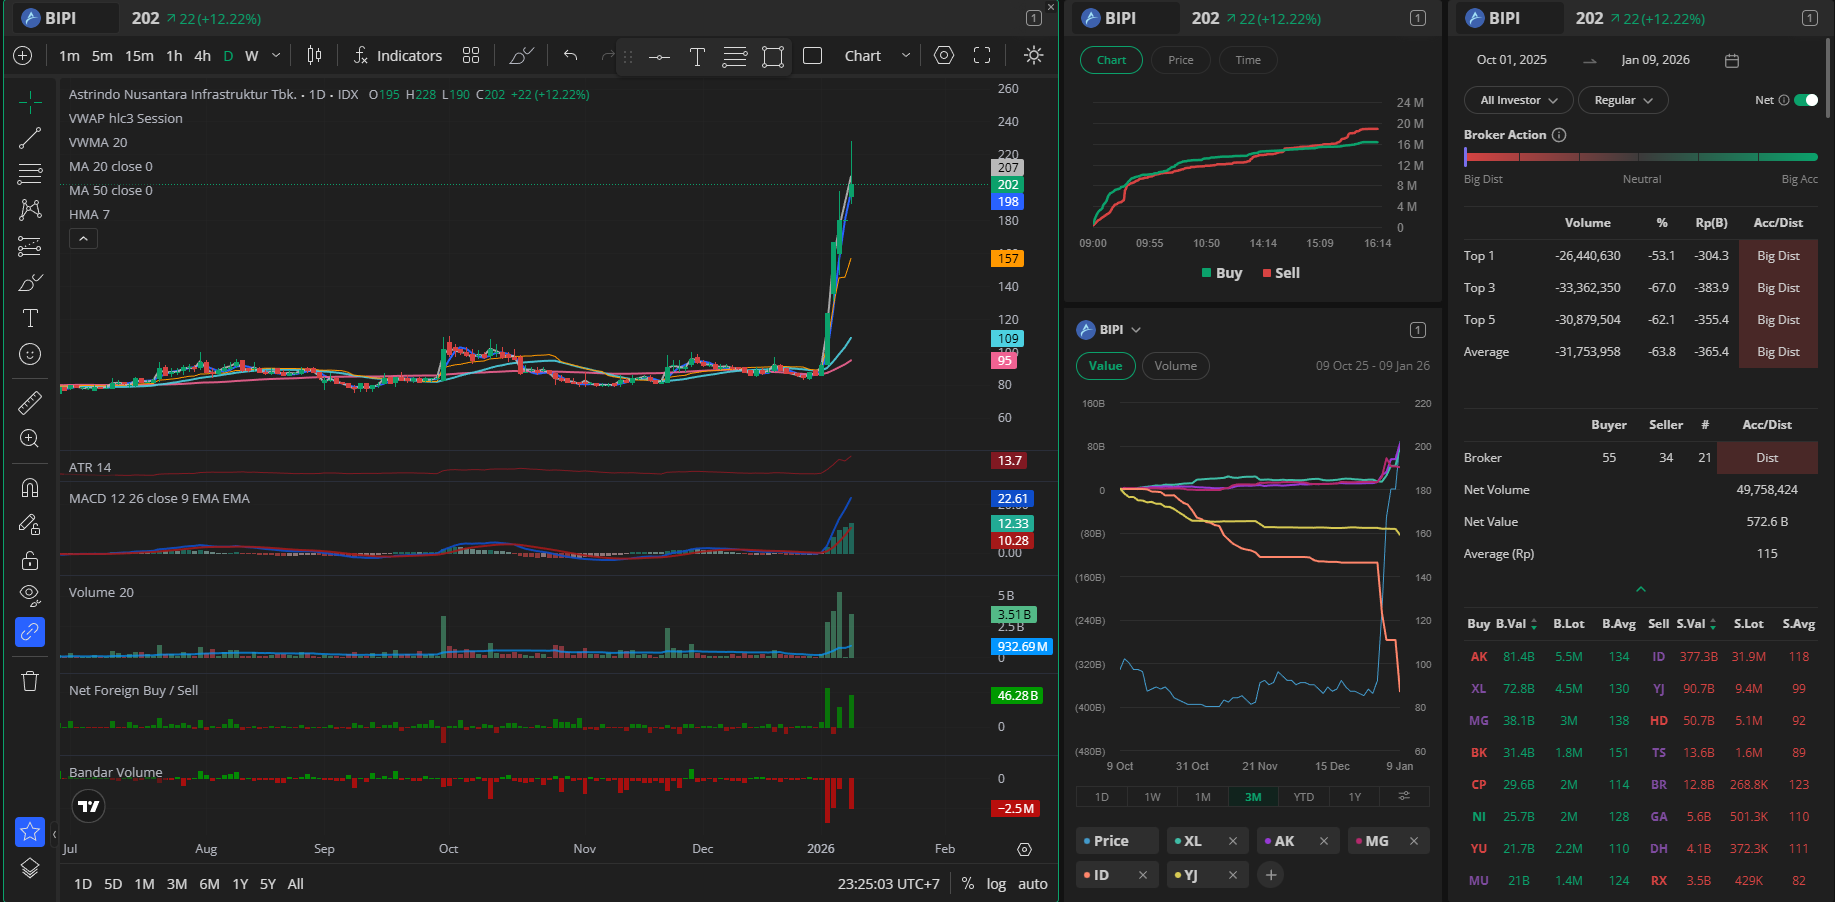 BIPI 202 22 (+12.22%) 1
1m 5m 15m 1h 4h D W Indicators Chart
Astrindo Nusantara Infrastruktur Tbk. · 1D · IDX O195 H228 L190 C202 +22 (+12.22%)
VWAP hlc3 Session
VWMA 20
MA 20 close 0
MA 50 close 0
HMA 7
260
240
220
207
202
198
180
157
140
120
109
95
80
60
ATR 14
13.7
MACD 12 26 close 9 EMA EMA
22.61
12.33
10.28
0.00
Volume 20
5B
3.51B
2.5B
932.69M
0
Net Foreign Buy / Sell
46.28B
0
Bandar Volume
0
−2.5M
Jul Aug Sep Oct Nov Dec 2026 Feb
1D 5D 1M 3M 6M 1Y 5Y All 23:25:03 UTC+7 % log auto
BIPI 202 22 (+12.22%) 1
Chart Price Time
24 M
20 M
16 M
12 M
8 M
4 M
0
09:00 09:55 10:50 14:14 15:09 16:14
Buy Sell
BIPI 1
Value Volume 09 Oct 25 - 09 Jan 26
160B 220
80B 200
0 180
(80B) 160
(160B) 140
(240B) 120
(320B) 100
(400B) 80
(480B) 60
9 Oct 31 Oct 21 Nov 15 Dec 9 Jan
1D 1W 1M 3M YTD 1Y
Price XL AK MG
ID YJ
BIPI 202 22 (+12.22%) 1
Oct 01, 2025 Jan 09, 2026
All Investor Regular Net
Broker Action
Big Dist Neutral Big Acc
Volume % Rp(B) Acc/Dist
Top 1 -26,440,630 -53.1 -304.3 Big Dist
Top 3 -33,362,350 -67.0 -383.9 Big Dist
Top 5 -30,879,504 -62.1 -355.4 Big Dist
Average -31,753,958 -63.8 -365.4 Big Dist
Buyer Seller # Acc/Dist
Broker 55 34 21 Dist
Net Volume 49,758,424
Net Value 572.6 B
Average (Rp) 115
Buy B.Val B.Lot B.Avg Sell S.Val S.Lot S.Avg
AK 81.4B 5.5M 134 ID 377.3B 31.9M 118
XL 72.8B 4.5M 130 YJ 90.7B 9.4M 99
MG 38.1B 3M 138 HD 50.7B 5.1M 92
BK 31.4B 1.8M 151 TS 13.6B 1.6M 89
CP 29.6B 2M 114 BR 12.8B 268.8K 123
NI 25.7B 2M 128 GA 5.6B 501.3K 110
YU 21.7B 2.2M 110 DH 4.1B 372.3K 111
MU 21B 1.4M 124 RX 3.5B 429K 82